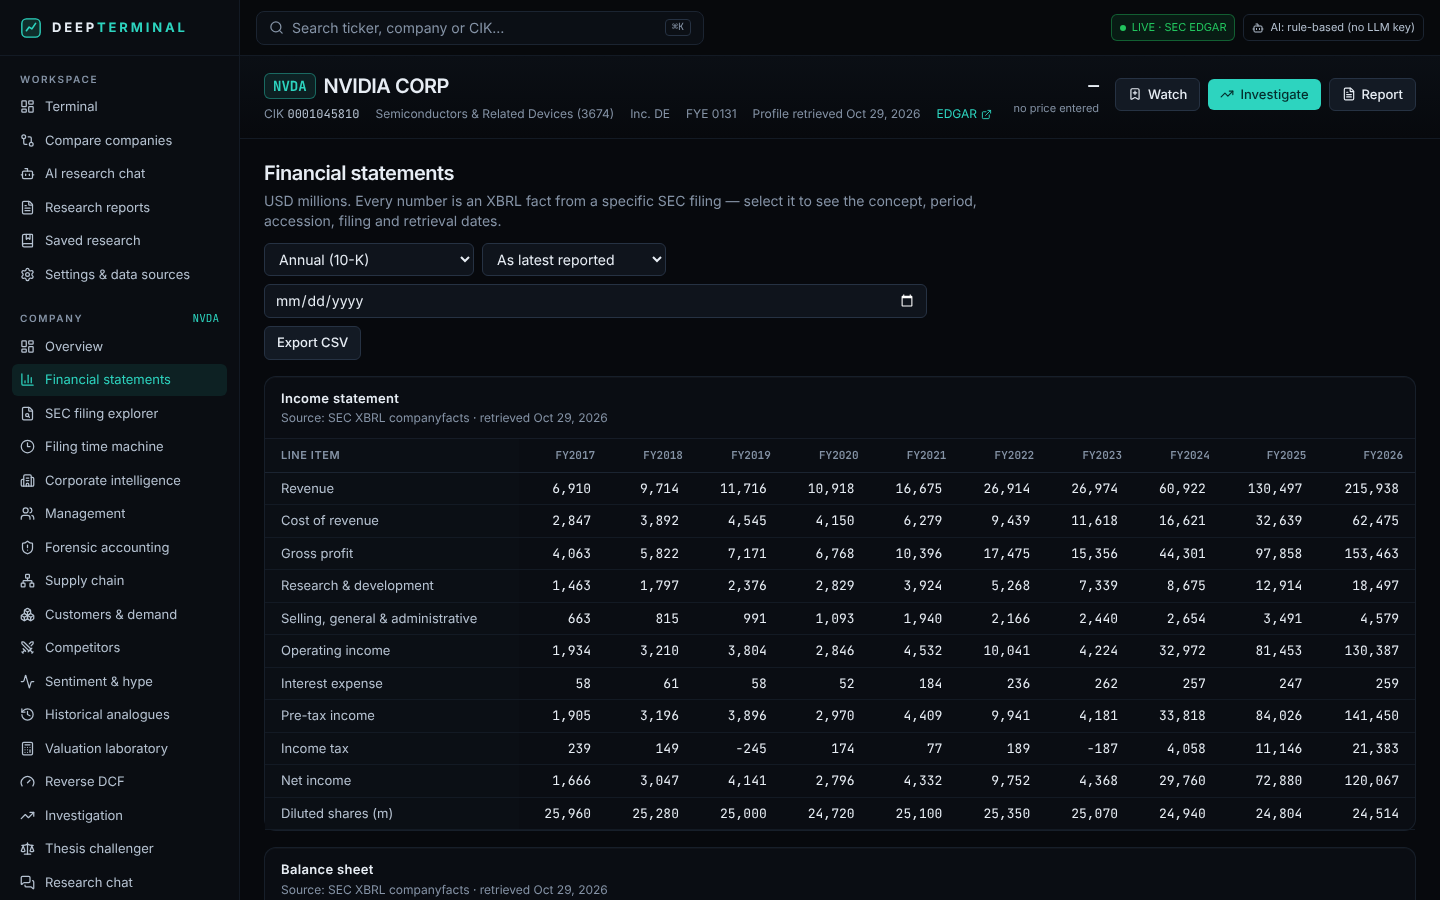 DEEPTERMINAL
Search ticker, company or CIK...
⌘K
LIVE · SEC EDGAR
AI: rule-based (no LLM key)
WORKSPACE
Terminal
Compare companies
AI research chat
Research reports
Saved research
Settings & data sources
COMPANY NVDA
Overview
Financial statements
SEC filing explorer
Filing time machine
Corporate intelligence
Management
Forensic accounting
Supply chain
Customers & demand
Competitors
Sentiment & hype
Historical analogues
Valuation laboratory
Reverse DCF
Investigation
Thesis challenger
Research chat
NVDA NVIDIA CORP
CIK 0001045810 Semiconductors & Related Devices (3674) Inc. DE FYE 0131 Profile retrieved Oct 29, 2026 EDGAR
—
no price entered
Watch
Investigate
Report
Financial statements
USD millions. Every number is an XBRL fact from a specific SEC filing — select it to see the concept, period,
accession, filing and retrieval dates.
Annual (10-K)
As latest reported
mm/dd/yyyy
Export CSV
Income statement
Source: SEC XBRL companyfacts · retrieved Oct 29, 2026
LINE ITEM FY2017 FY2018 FY2019 FY2020 FY2021 FY2022 FY2023 FY2024 FY2025 FY2026
Revenue 6,910 9,714 11,716 10,918 16,675 26,914 26,974 60,922 130,497 215,938
Cost of revenue 2,847 3,892 4,545 4,150 6,279 9,439 11,618 16,621 32,639 62,475
Gross profit 4,063 5,822 7,171 6,768 10,396 17,475 15,356 44,301 97,858 153,463
Research & development 1,463 1,797 2,376 2,829 3,924 5,268 7,339 8,675 12,914 18,497
Selling, general & administrative 663 815 991 1,093 1,940 2,166 2,440 2,654 3,491 4,579
Operating income 1,934 3,210 3,804 2,846 4,532 10,041 4,224 32,972 81,453 130,387
Interest expense 58 61 58 52 184 236 262 257 247 259
Pre-tax income 1,905 3,196 3,896 2,970 4,409 9,941 4,181 33,818 84,026 141,450
Income tax 239 149 -245 174 77 189 -187 4,058 11,146 21,383
Net income 1,666 3,047 4,141 2,796 4,332 9,752 4,368 29,760 72,880 120,067
Diluted shares (m) 25,960 25,280 25,000 24,720 25,100 25,350 25,070 24,940 24,804 24,514
Balance sheet
Source: SEC XBRL companyfacts · retrieved Oct 29, 2026